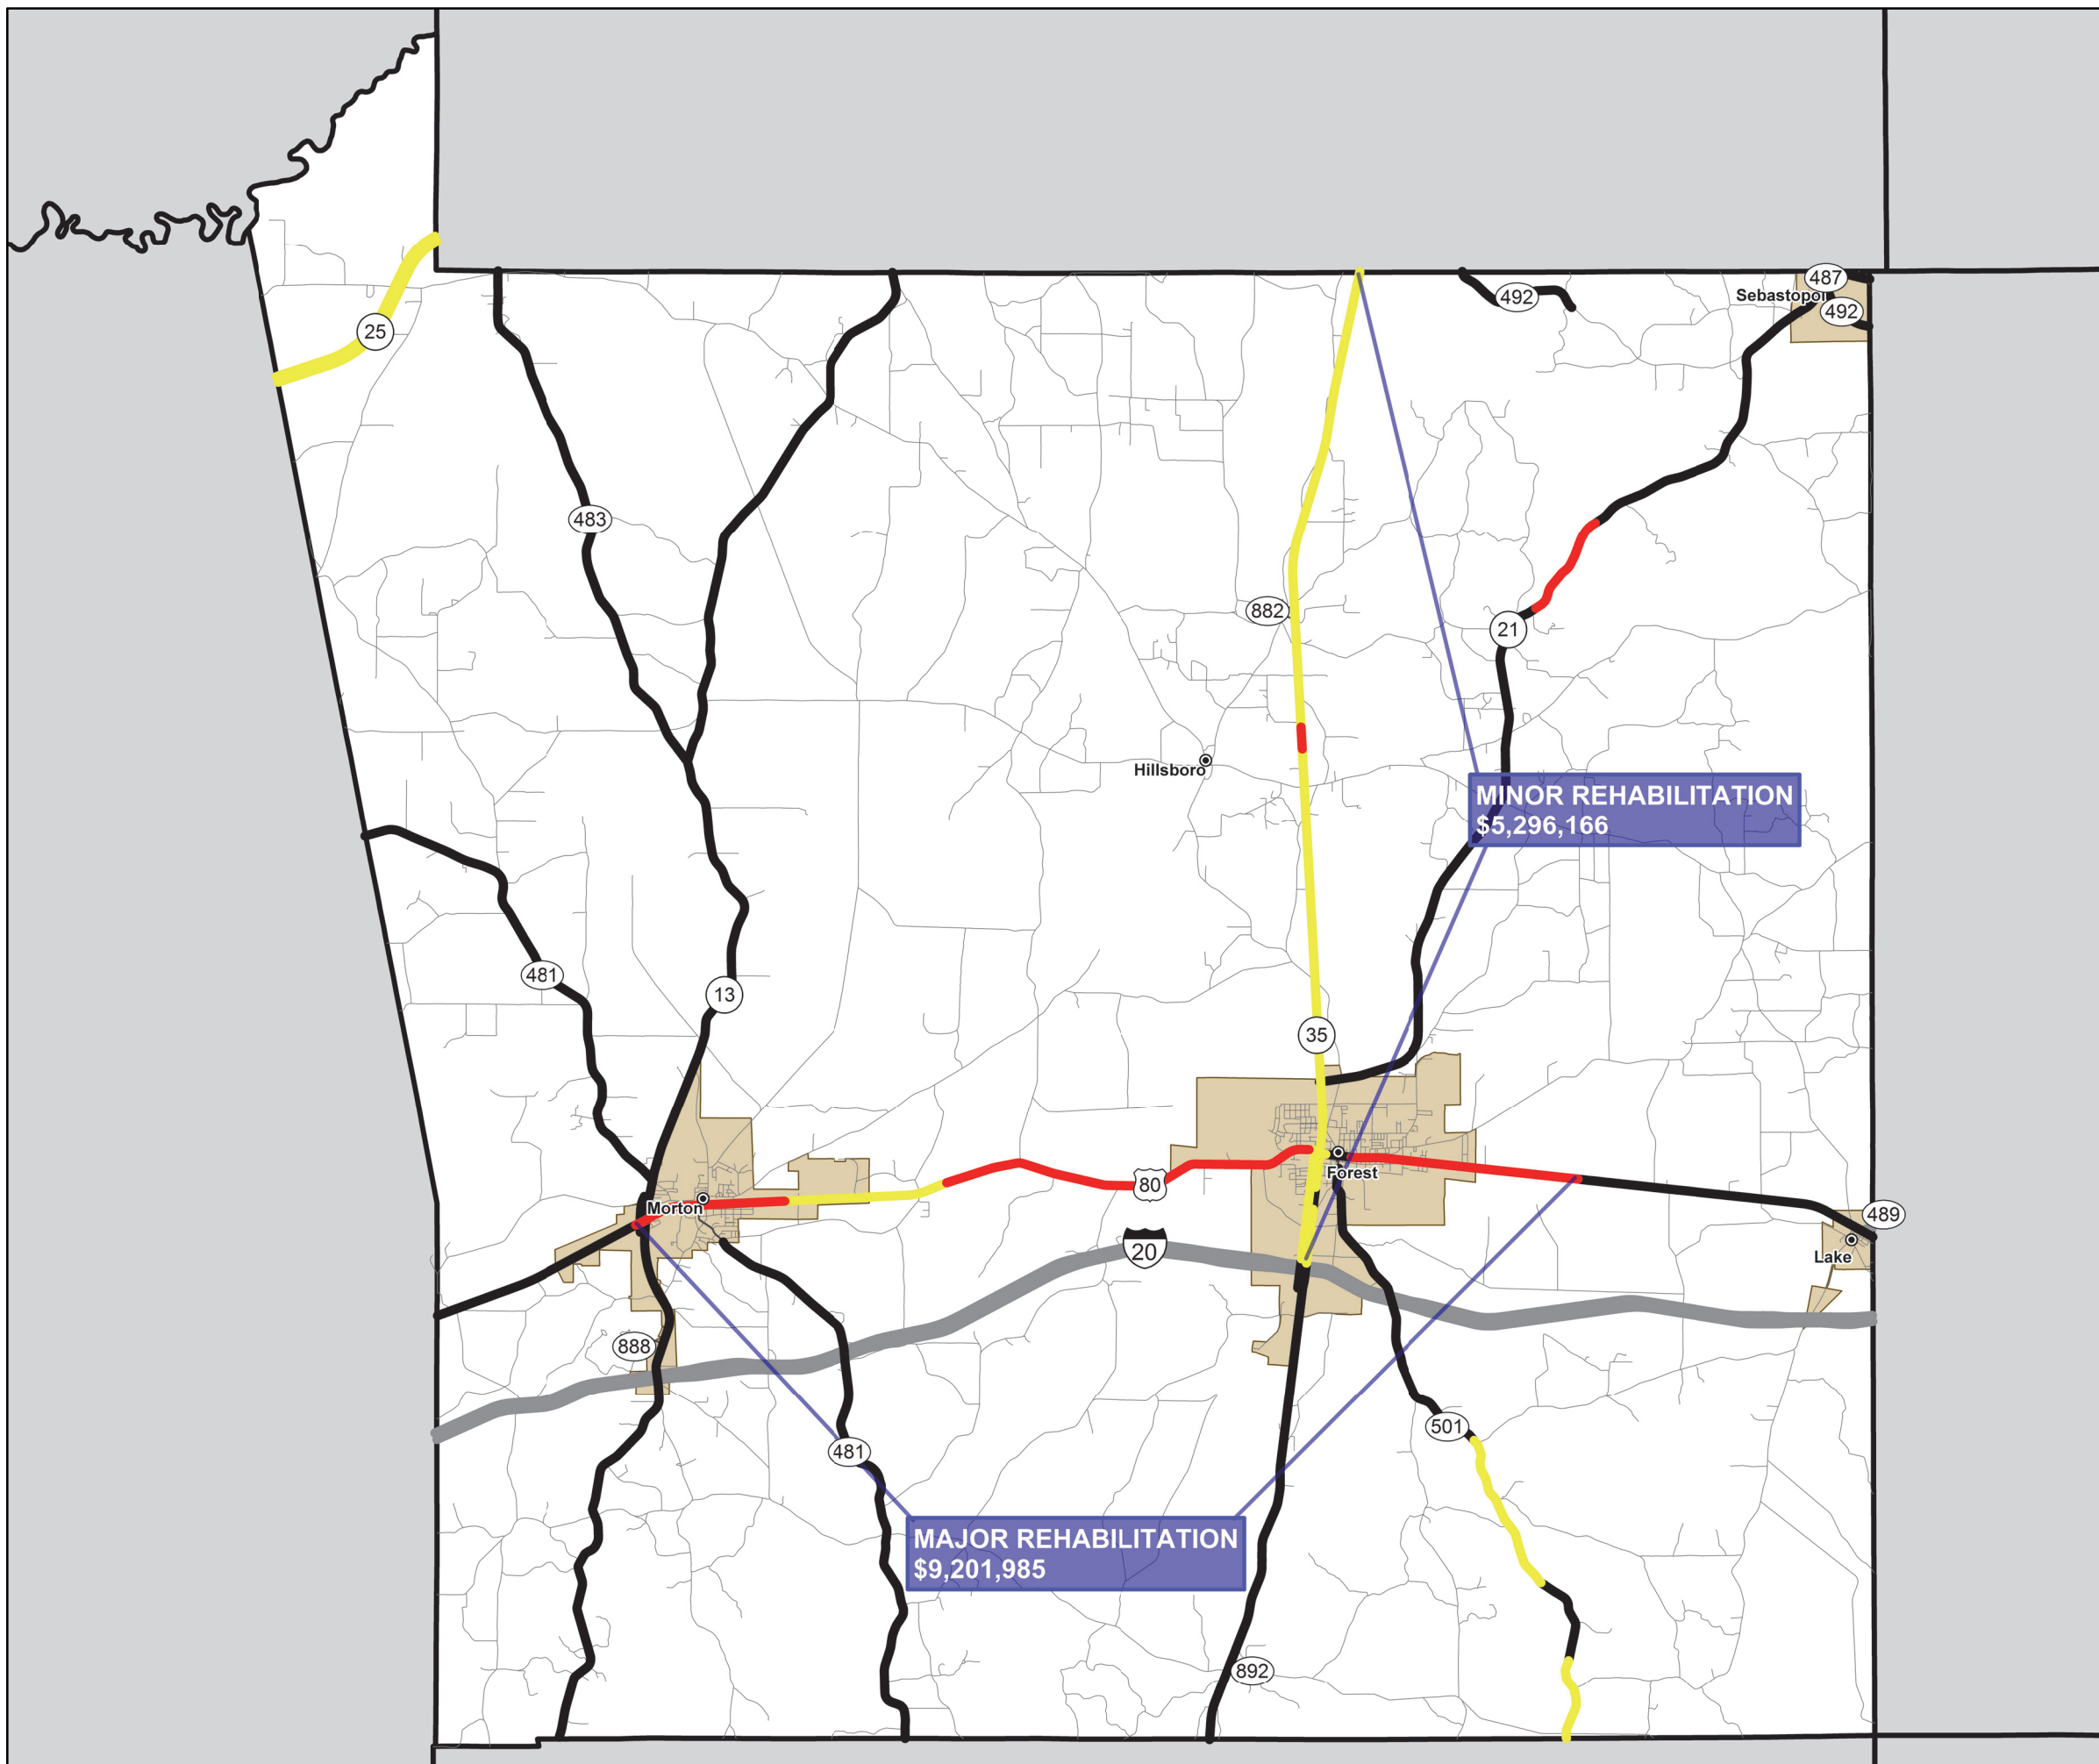 487
Sebastopol
492
492
25
483
882
21
Hillsboro
MINOR REHABILITATION
$5,296,166
481
13
35
Forest
80
Morton
489
20
Lake
888
501
481
MAJOR REHABILITATION
$9,201,985
892